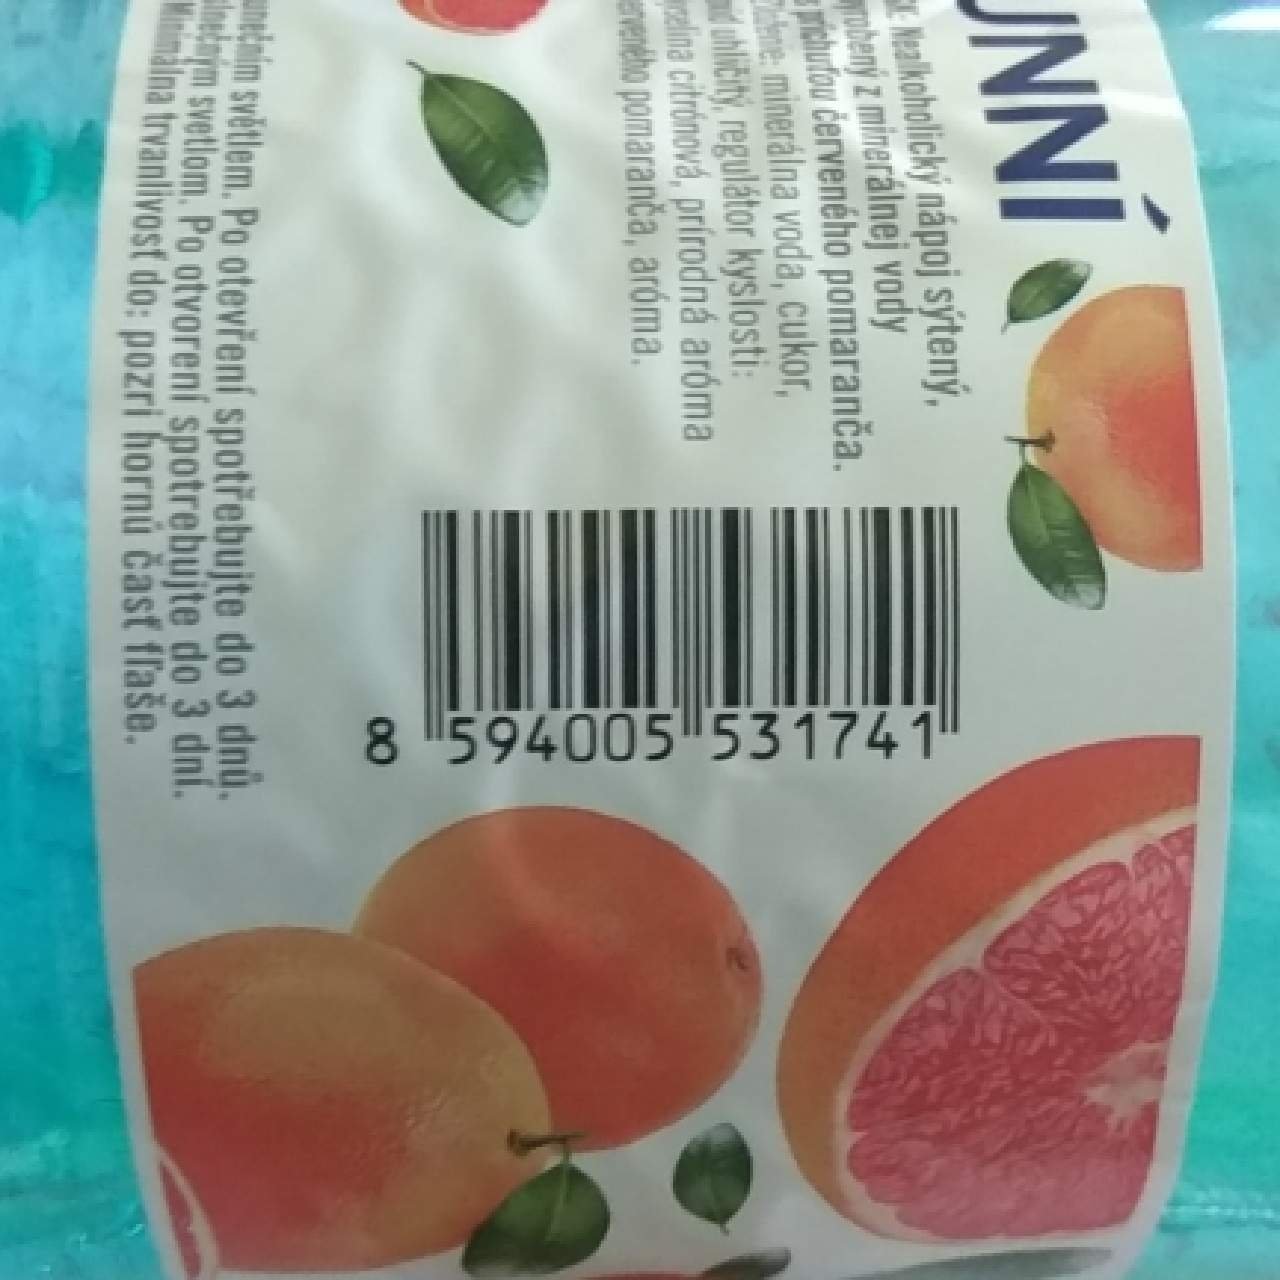 UNNÍ
SK: Nealkoholický nápoj sýtený,
vyrobený z minerálnej vody
s príchuťou červeného pomaranča.
Zloženie: minerálna voda, cukor,
uhličitý, regulátor kyslosti:
kyselina citrónová, prírodná aróma
červeného pomaranča, aróma.
8 594005 531741
slunečním světlem. Po otevření spotřebujte do 3 dnů.
slnečným svetlom. Po otvorení spotrebujte do 3 dní.
Minimálna trvanlivosť do: pozri hornú časť fľaše.